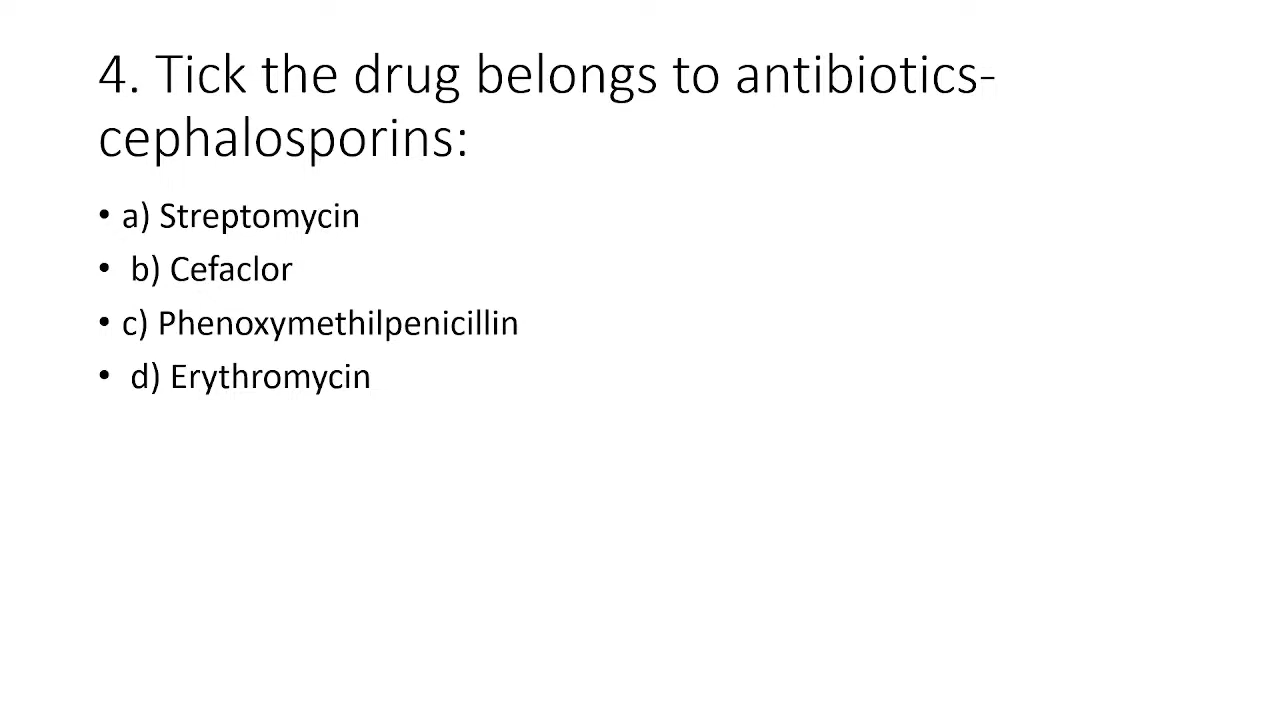 4. Tick the drug belongs to antibiotics-
cephalosporins:
• a) Streptomycin
• b) Cefaclor
• c) Phenoxymethilpenicillin
• d) Erythromycin